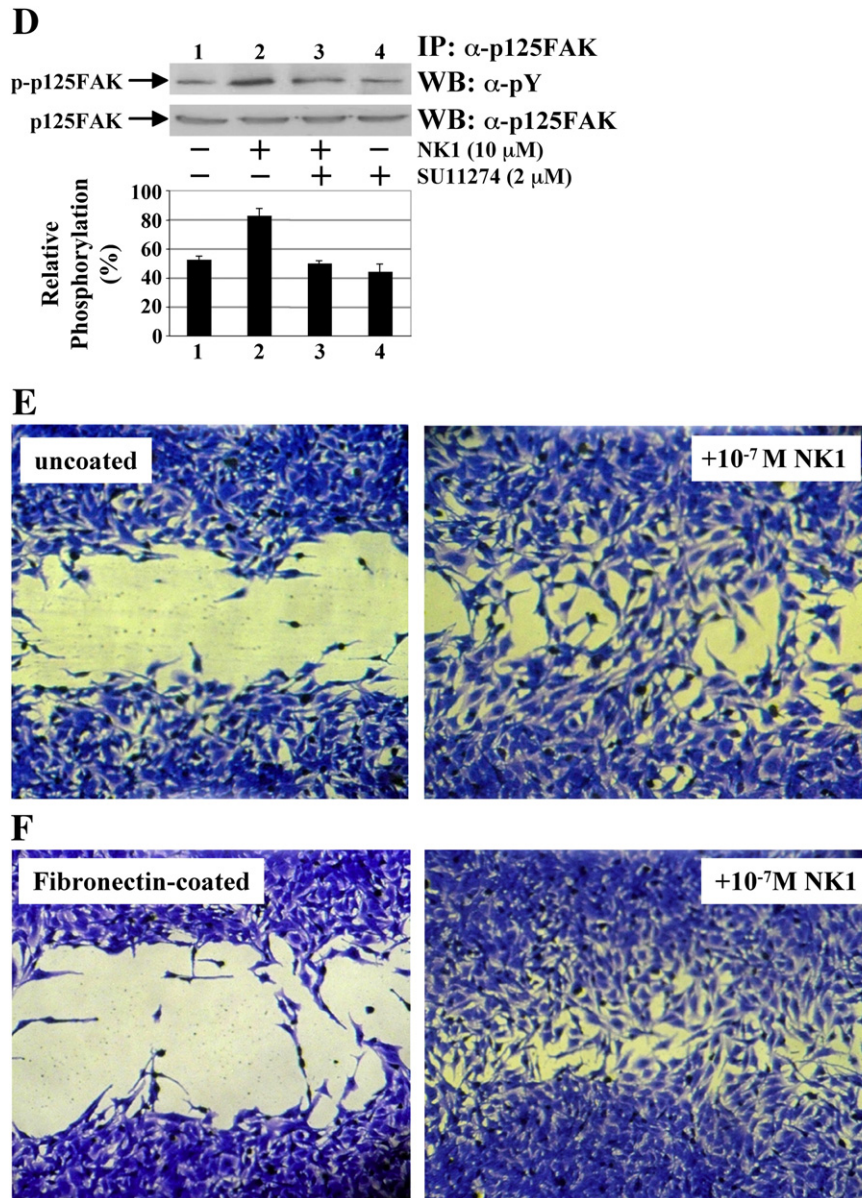 D
1 2 3 4 IP: α-p125FAK
p-p125FAK WB: α-pY
p125FAK WB: α-p125FAK
− + + − NK1 (10 μM)
− − + + SU11274 (2 μM)
Relative
Phosphorylation
(%)
100
80
60
40
20
0
1 2 3 4
E
uncoated
+10⁻⁷ M NK1
F
Fibronectin-coated
+10⁻⁷M NK1